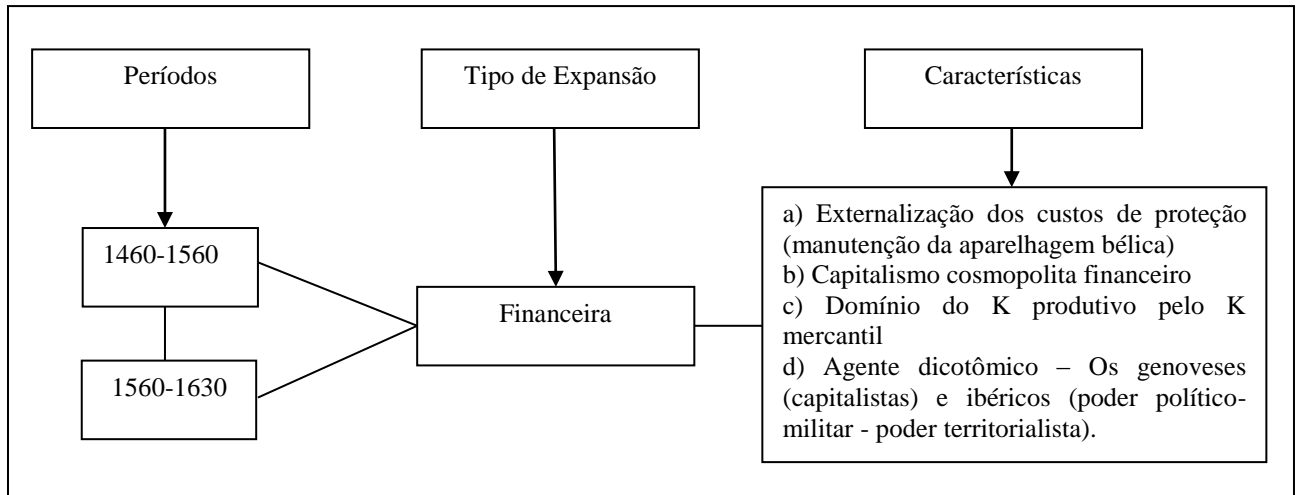 Períodos
Tipo de Expansão
Característicias
1460-1560
1560-1630
Financeira
a) Externalização dos custos de proteção
(manutenção da aparelhagem bélica)
b) Capitalismo cosmopolita financeiro
c) Domínio do K produtivo pelo K
mercantil
d) Agente dicotômico – Os genoveses
(capitalistas) e ibéricos (poder político-
militar - poder territorialista).